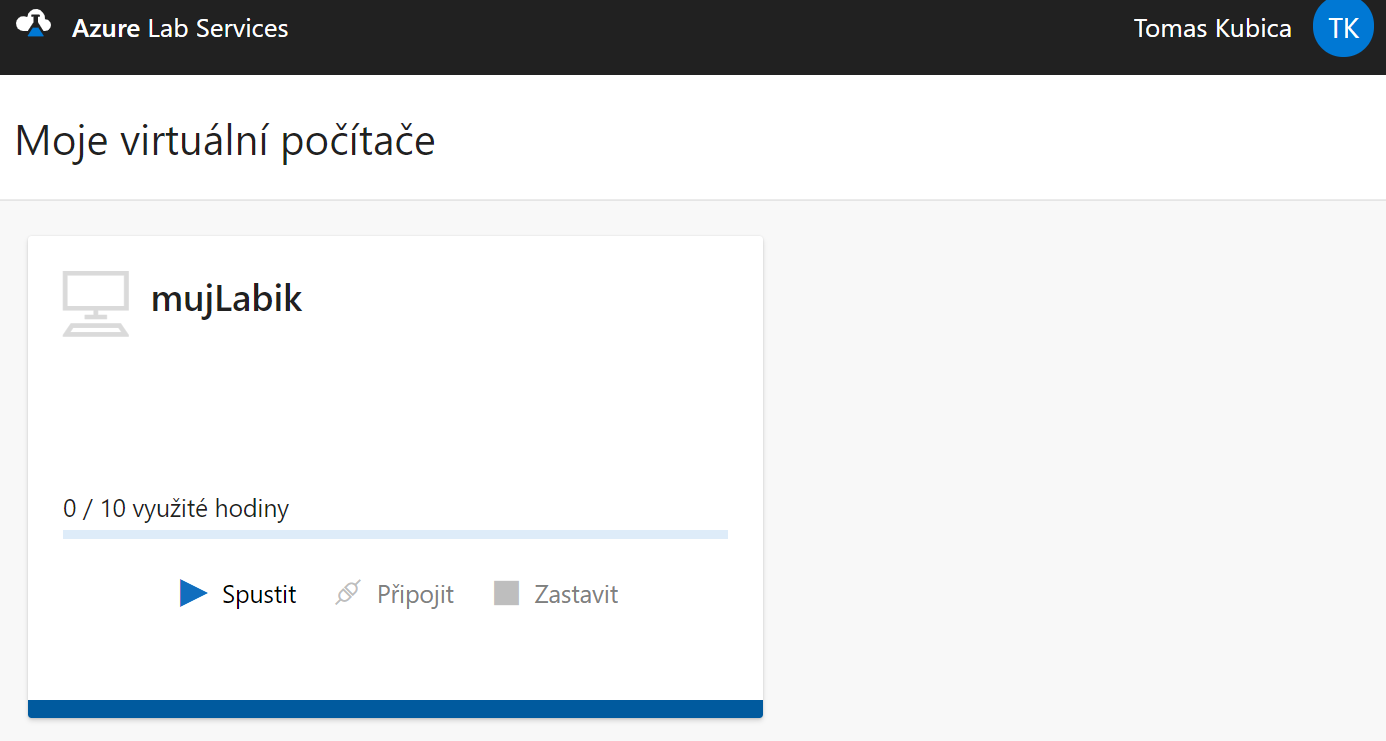 Azure Lab Services
Tomas Kubica
TK
Moje virtuální počítače
mujLabik
0 / 10 využité hodiny
Spustit
Připojit
Zastavit